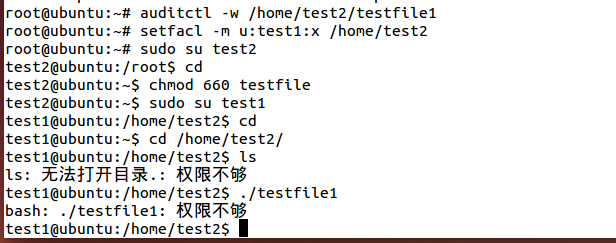 root@ubuntu:~# auditctl -w /home/test2/testfile1
root@ubuntu:~# setfacl -m u:test1:x /home/test2
root@ubuntu:~# sudo su test2
test2@ubuntu:/root$ cd
test2@ubuntu:~$ chmod 660 testfile
test2@ubuntu:~$ sudo su test1
test1@ubuntu:/home/test2$ cd
test1@ubuntu:~$ cd /home/test2/
test1@ubuntu:/home/test2$ ls
ls: 无法打开目录.: 权限不够
test1@ubuntu:/home/test2$ ./testfile1
bash: ./testfile1: 权限不够
test1@ubuntu:/home/test2$